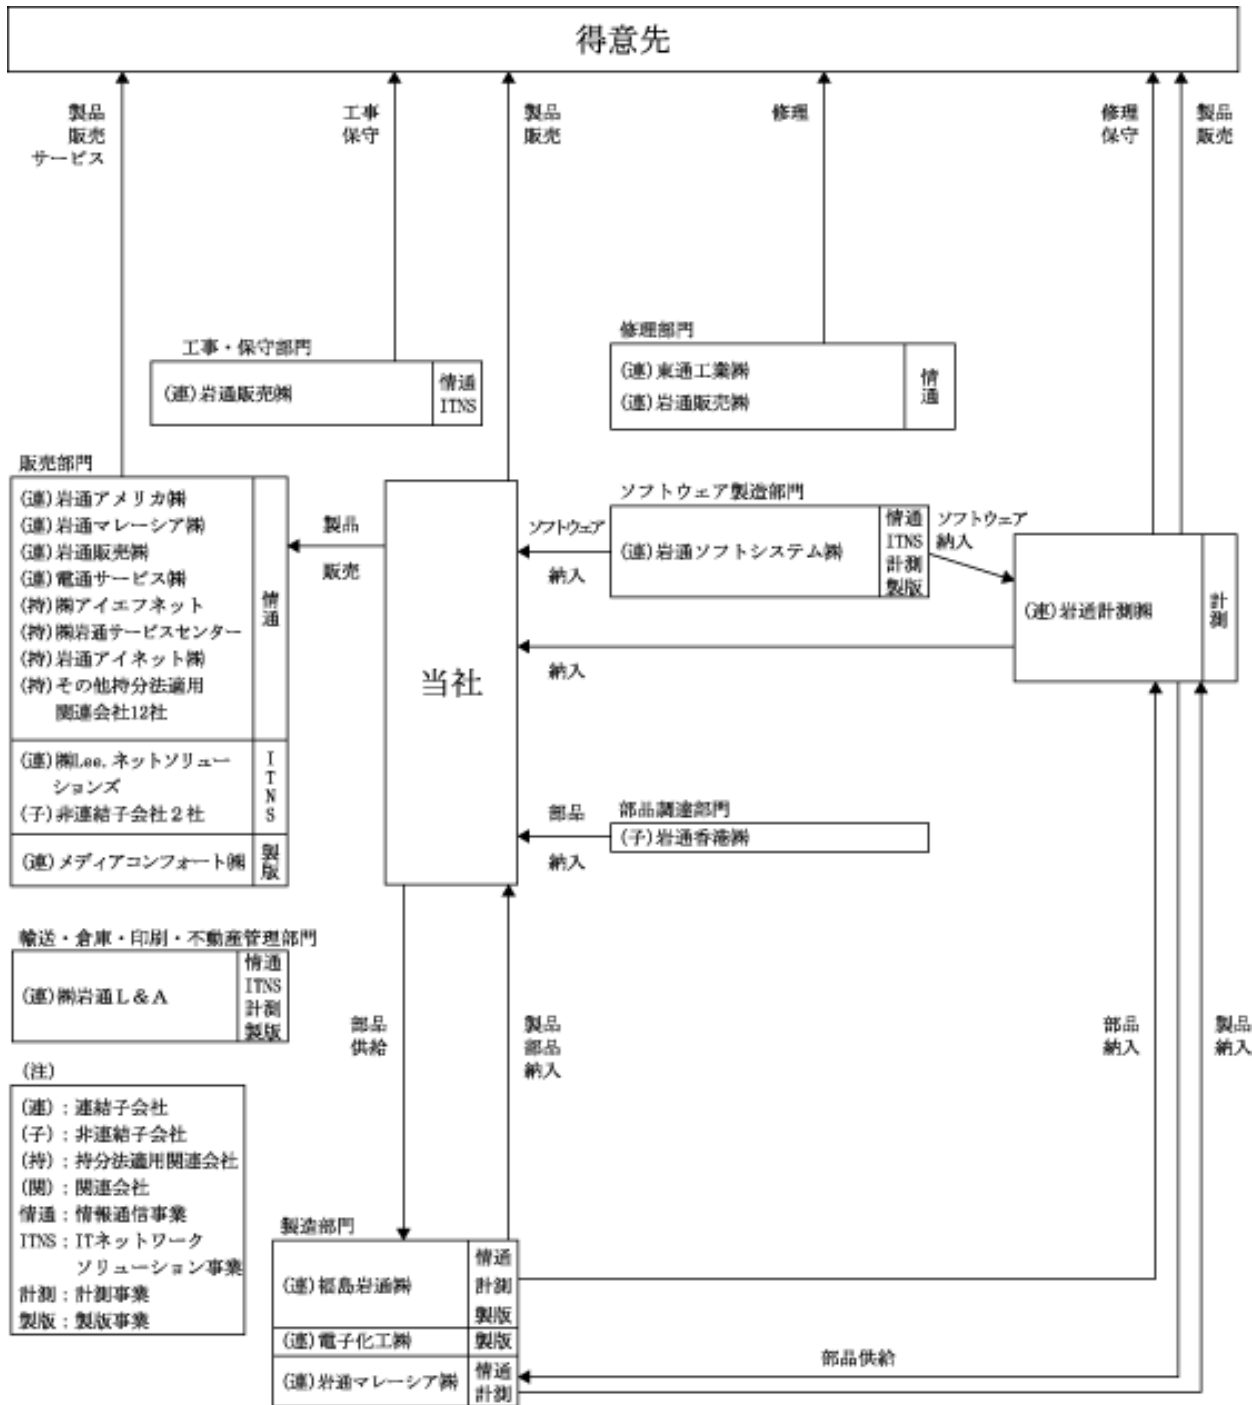 得意先
製品
販売
サービス
工事
保守
製品
販売
修理
修理
保守
製品
販売
工事・保守部門
(連)岩通販売㈱
情通
ITNS
修理部門
(連)東通工業㈱
(連)岩通販売㈱
情通
販売部門
(連)岩通アメリカ㈱
(連)岩通マレーシア㈱
(連)岩通販売㈱
(連)電通サービス㈱
(持)㈱アイエフネット
(持)㈱岩通サービスセンター
(持)岩通アイネット㈱
(持)その他持分法適用
関連会社12社
情通
(連)㈱Lee.ネットソリュー
ションズ
(子)非連結子会社2社
ITNS
(連)メディアコンフォート㈱
製版
製品
販売
当社
ソフトウェア製造部門
(連)岩通ソフトシステム㈱
情通
ITNS
計測
製版
ソフトウェア
納入
ソフトウェア
納入
(連)岩通計測㈱
計測
納入
部品調達部門
(子)岩通香港㈱
部品
納入
輸送・倉庫・印刷・不動産管理部門
(連)㈱岩通L&A
情通
ITNS
計測
製版
部品
供給
製品
部品
納入
部品
納入
製品
納入
(注)
(連):連結子会社
(子):非連結子会社
(持):持分法適用関連会社
(関):関連会社
情通:情報通信事業
ITNS:ITネットワーク
ソリューション事業
計測:計測事業
製版:製版事業
製造部門
(連)福島岩通㈱
情通
計測
製版
(連)電子化工㈱
製版
(連)岩通マレーシア㈱
情通
計測
部品供給